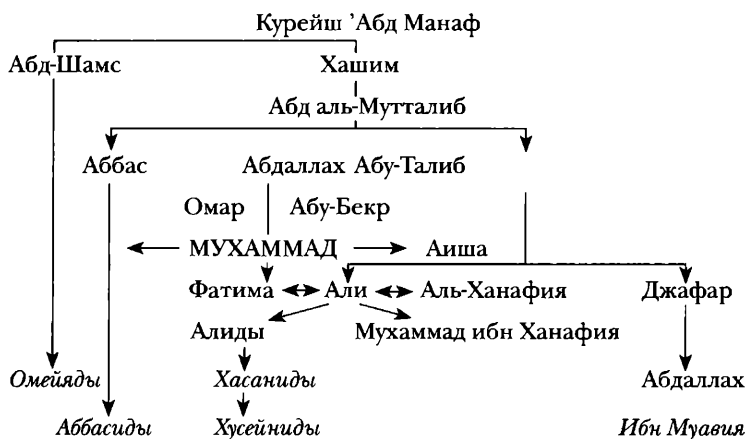 Курейш ’Абд Манаф
Абд-Шамс Хашим
Абд аль-Мутталиб
Аббас Абдаллах Абу-Талиб
Омар Абу-Бекр
МУХАММАД Аиша
Фатима Али Аль-Ханафия Джафар
Алиды Мухаммад ибн Ханафия
Омейяды Хасаниды Абдаллах
Аббасиды Хусейниды Ибн Муавия